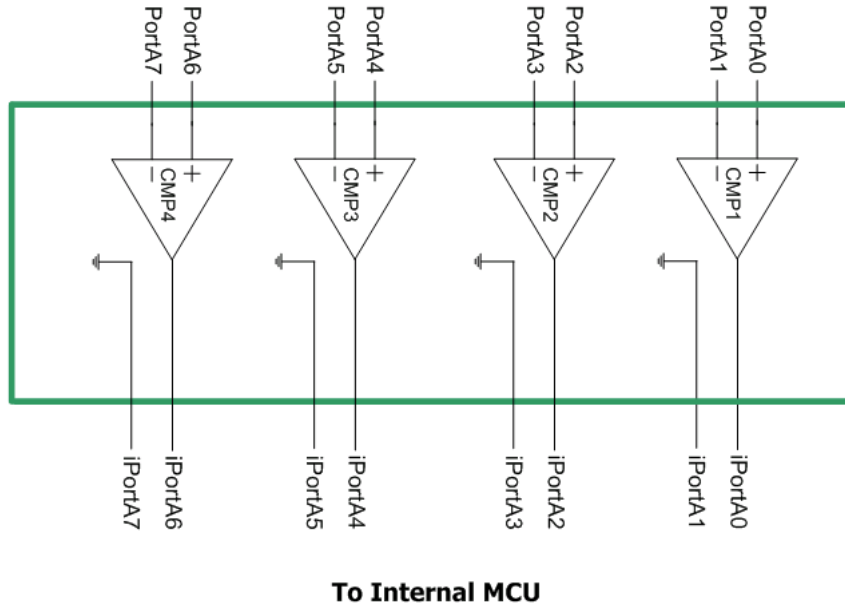 PortA7
PortA6
PortA5
PortA4
PortA3
PortA2
PortA1
PortA0
− +
CMP4
− +
CMP3
− +
CMP2
− +
CMP1
iPortA7
iPortA6
iPortA5
iPortA4
iPortA3
iPortA2
iPortA1
iPortA0
To Internal MCU